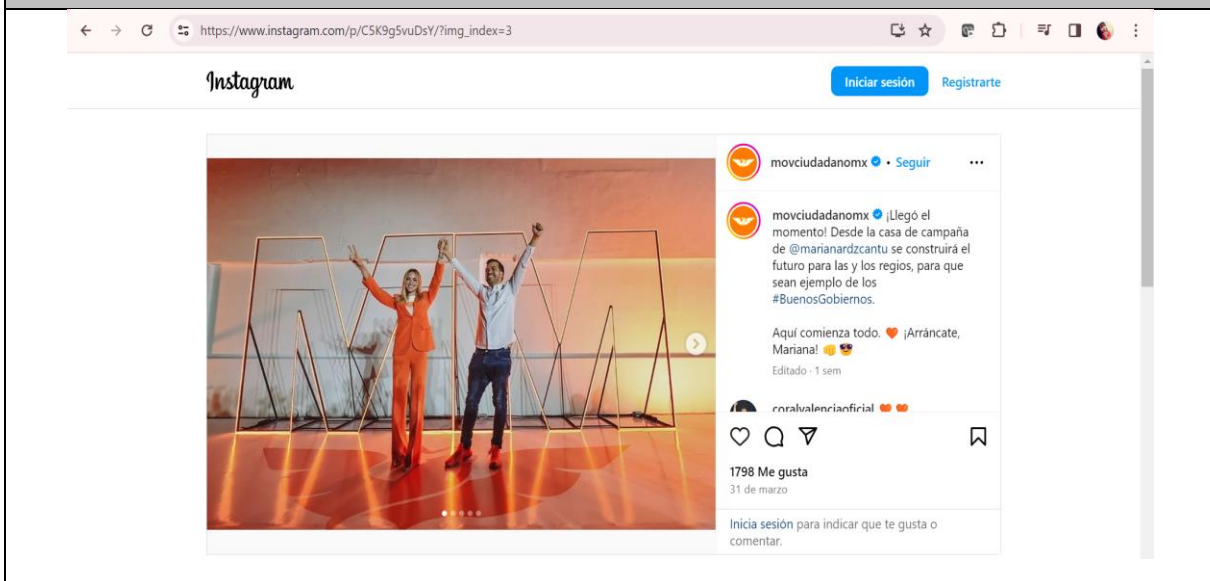 https://www.instagram.com/p/C5K9g5vuDsY/?img_index=3
Instagram
Iniciar sesión
Registrarte
movciudadanomx • Seguir
movciudadanomx ¡Llegó el
momento! Desde la casa de campaña
de @marianardzcantu se construirá el
futuro para las y los regios, para que
sean ejemplo de los
#BuenosGobiernos.
Aquí comienza todo. 🧡 ¡Arráncate,
Mariana! 👊 😎
Editado · 1 sem
coralvalenciaoficial 🧡 🧡
1798 Me gusta
31 de marzo
Inicia sesión para indicar que te gusta o
comentar.